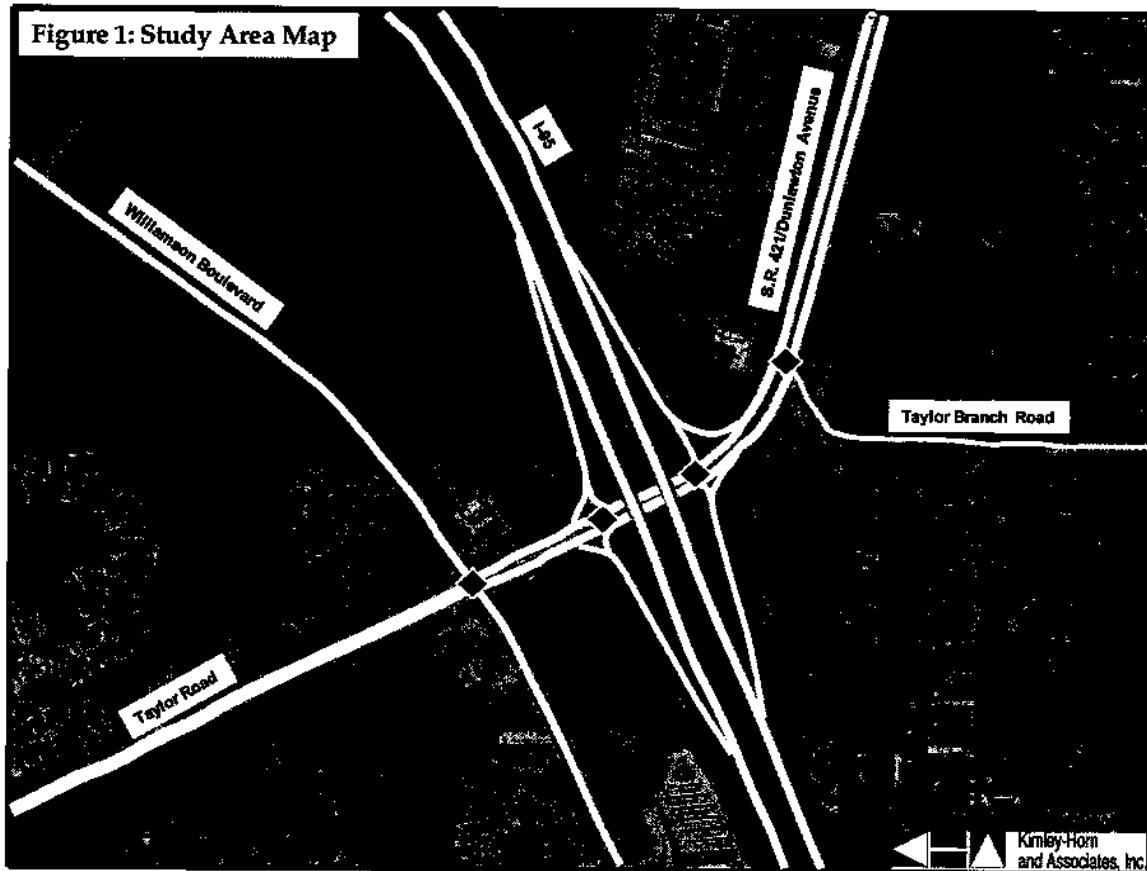 Figure 1: Study Area Map
I-95
S.R. 421/Dunlawton Avenue
Williamson Boulevard
Taylor Branch Road
Taylor Road
Kimley-Horn
and Associates, Inc.